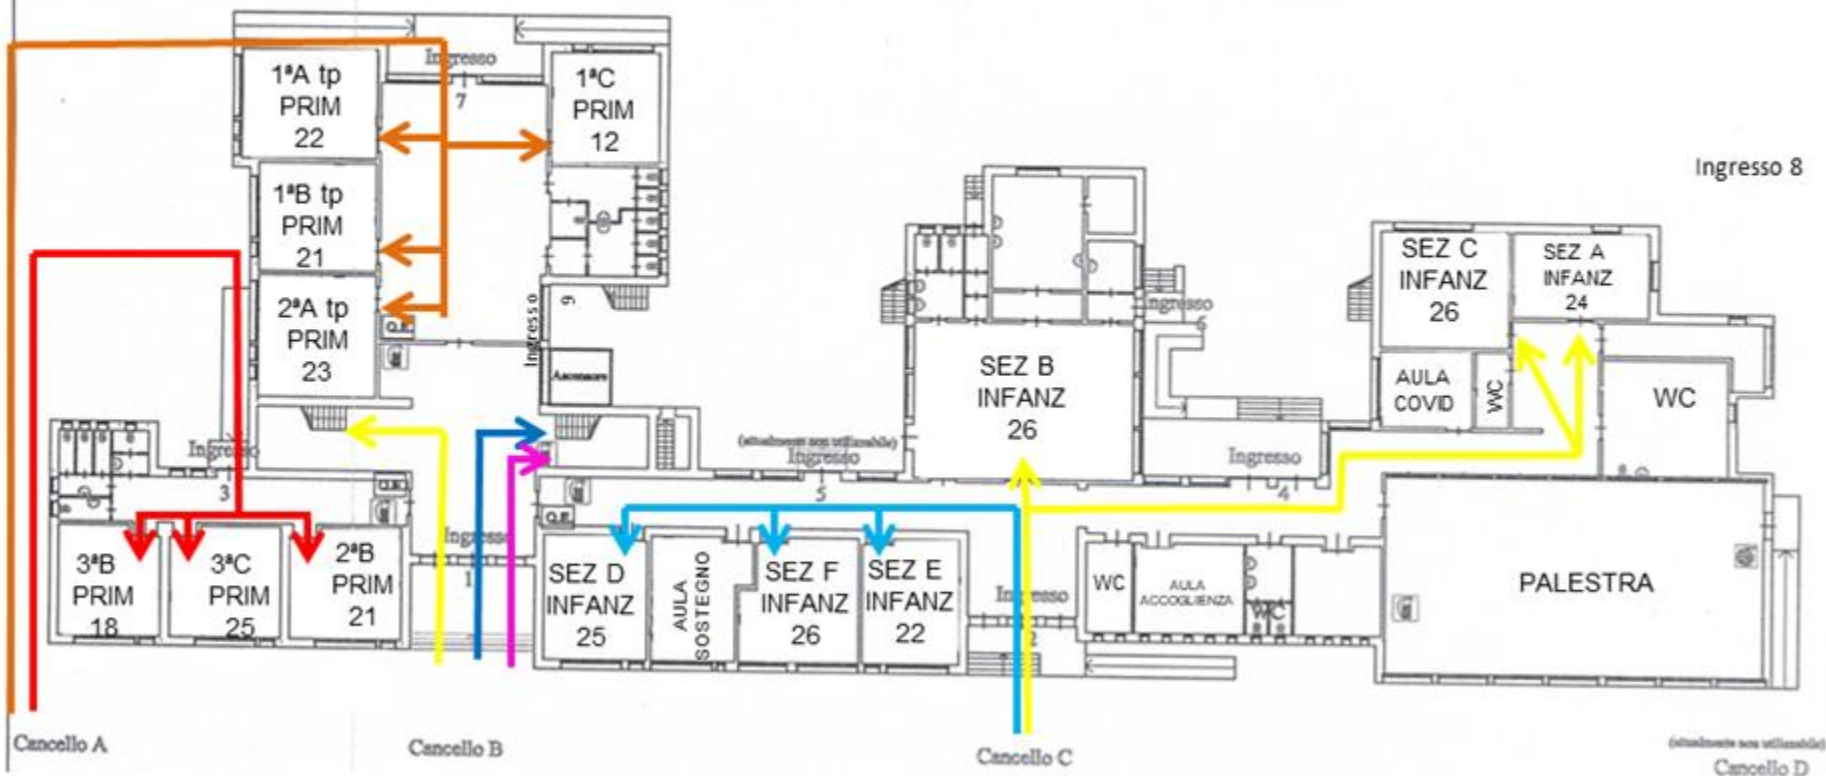 Ingresso
7
1ªA tp
PRIM
22
1ªC
PRIM
12
1ªB tp
PRIM
21
2ªA tp
PRIM
23
Q.E.
Ingresso
9
Ascensore
Ingresso 8
Ingresso
3
Q.E.
3ªB
PRIM
18
3ªC
PRIM
25
2ªB
PRIM
21
Ingresso
1
Q.E.
SEZ D
INFANZ
25
AULA
SOSTEGNO
SEZ F
INFANZ
26
SEZ E
INFANZ
22
(attualmente non utilizzabile)
Ingresso
5
SEZ B
INFANZ
26
Ingresso
6
Ingresso
4
Ingresso
2
SEZ C
INFANZ
26
SEZ A
INFANZ
24
AULA
COVID
WC
WC
WC
AULA
ACCOGLIENZA
WC
PALESTRA
Cancello A
Cancello B
Cancello C
(attualmente non utilizzabile)
Cancello D